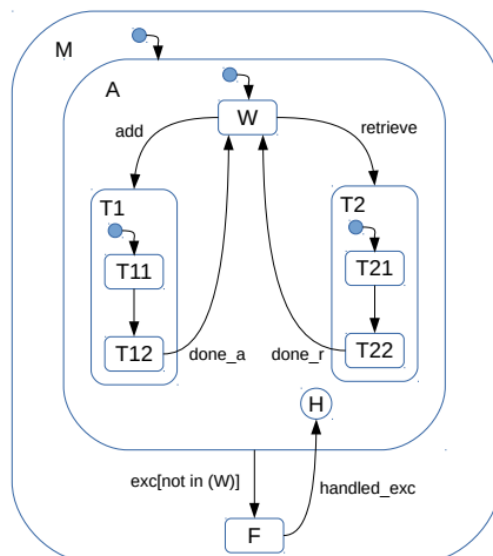 M
A
W
add
retrieve
T1
T2
T11
T21
T12
T22
done_a
done_r
H
exc[not in (W)]
handled_exc
F